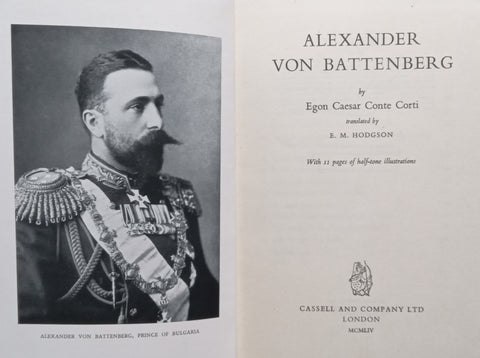 ALEXANDER VON BATTENBERG, PRINCE OF BULGARIA
ALEXANDER
VON BATTENBERG
by
Egon Caesar Conte Corti
translated by
E. M. HODGSON
With 11 pages of half-tone illustrations
CASSELL AND COMPANY LTD
LONDON
MCMLIV